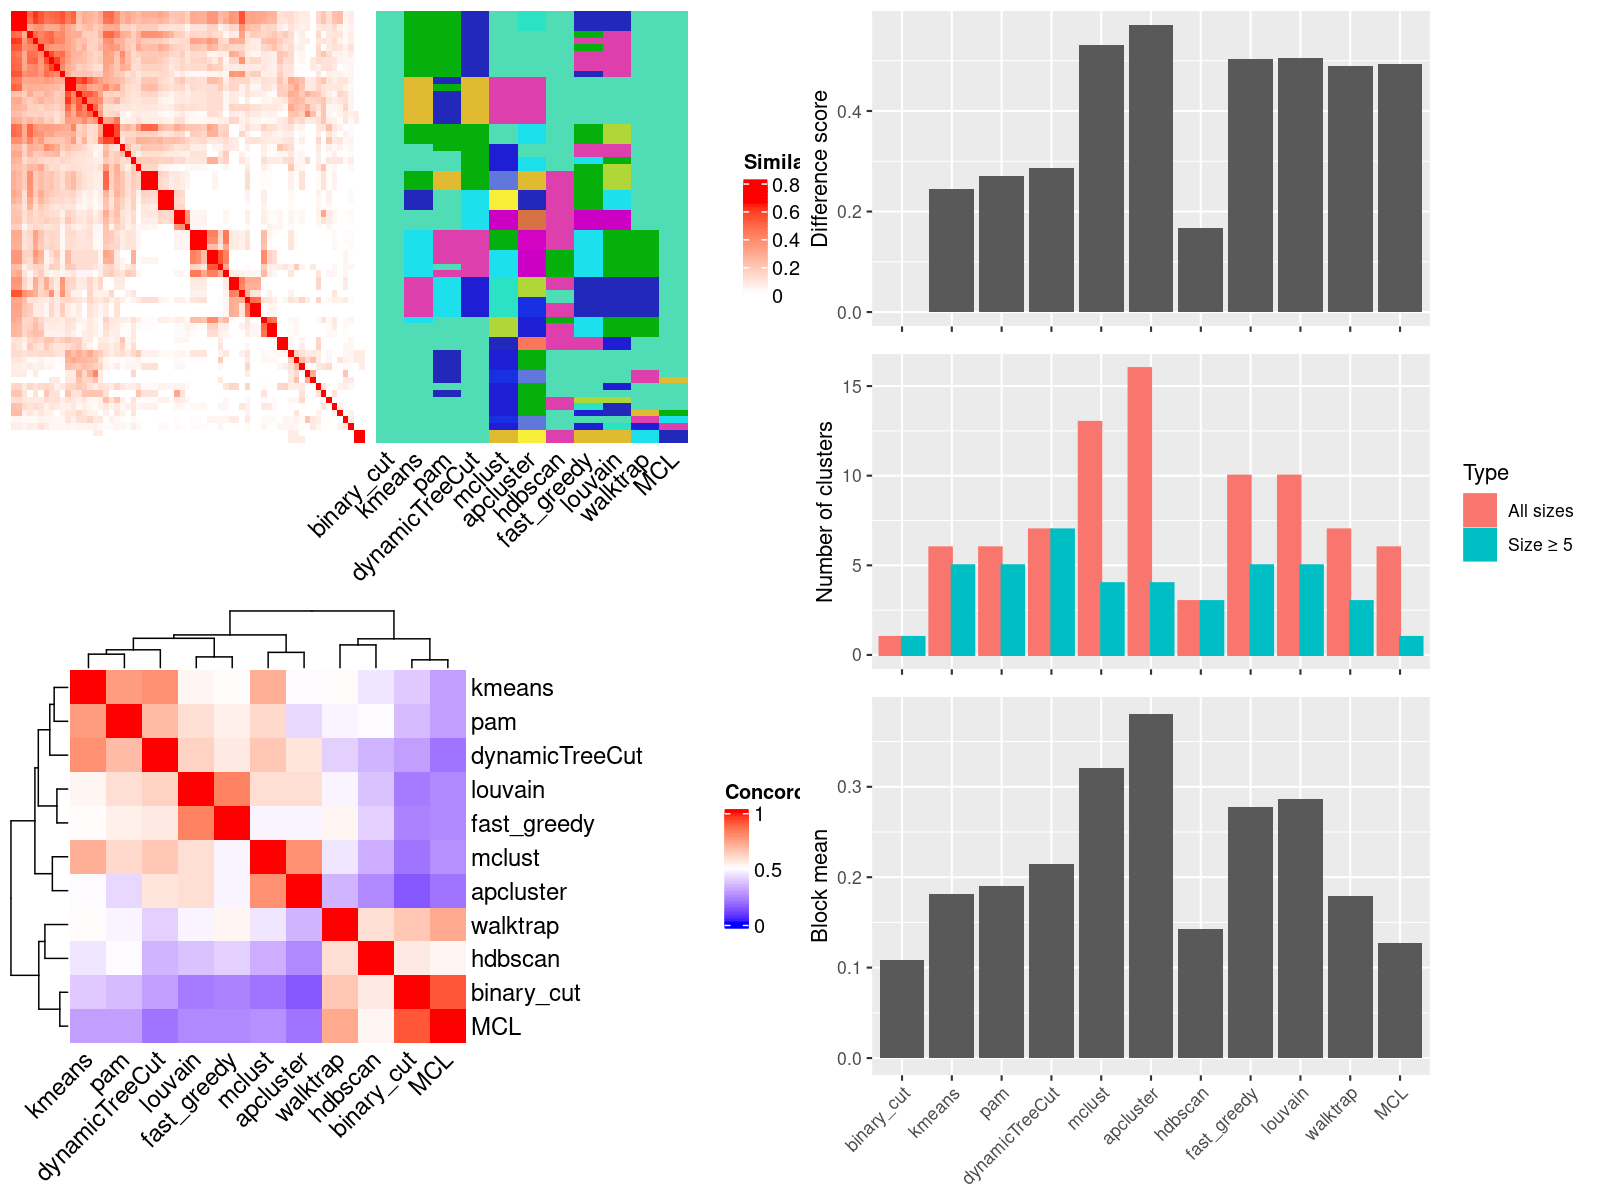 Simila
0.8
0.6
0.4
0.2
0
binary_cut
kmeans
pam
dynamicTreeCut
mclust
apcluster
hdbscan
fast_greedy
louvain
walktrap
MCL
Difference score
0.4
0.2
0.0
Number of clusters
15
10
5
0
Type
All sizes
Size ≥ 5
kmeans
pam
dynamicTreeCut
louvain
fast_greedy
mclust
apcluster
walktrap
hdbscan
binary_cut
MCL
kmeans
pam
dynamicTreeCut
louvain
fast_greedy
mclust
apcluster
walktrap
hdbscan
binary_cut
MCL
Concord
1
0.5
0
Block mean
0.3
0.2
0.1
0.0
binary_cut
kmeans
pam
dynamicTreeCut
mclust
apcluster
hdbscan
fast_greedy
louvain
walktrap
MCL